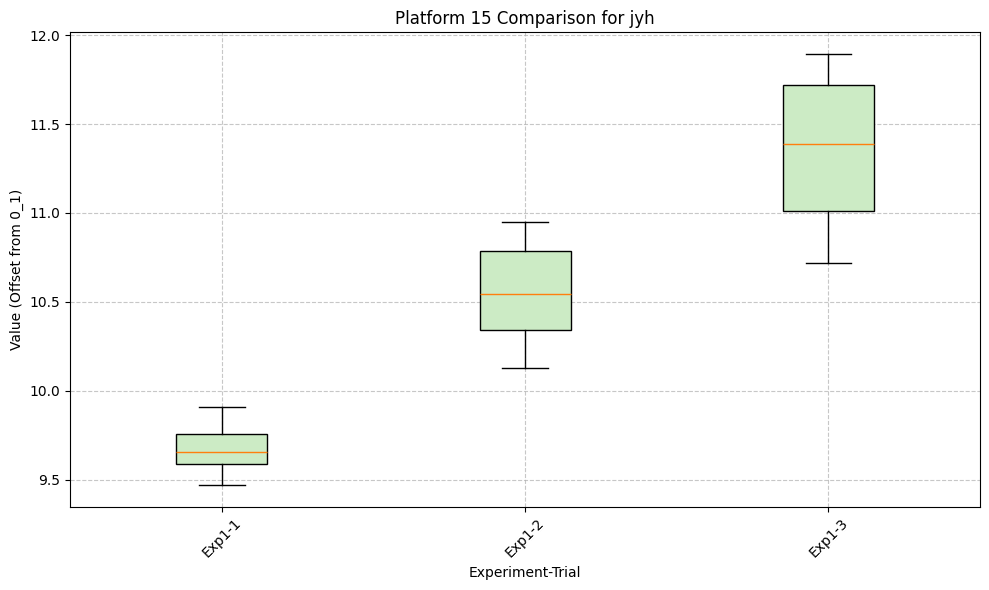 Platform 15 Comparison for jyh
Value (Offset from 0_1)
12.0
11.5
11.0
10.5
10.0
9.5
Exp1-1
Exp1-2
Exp1-3
Experiment-Trial